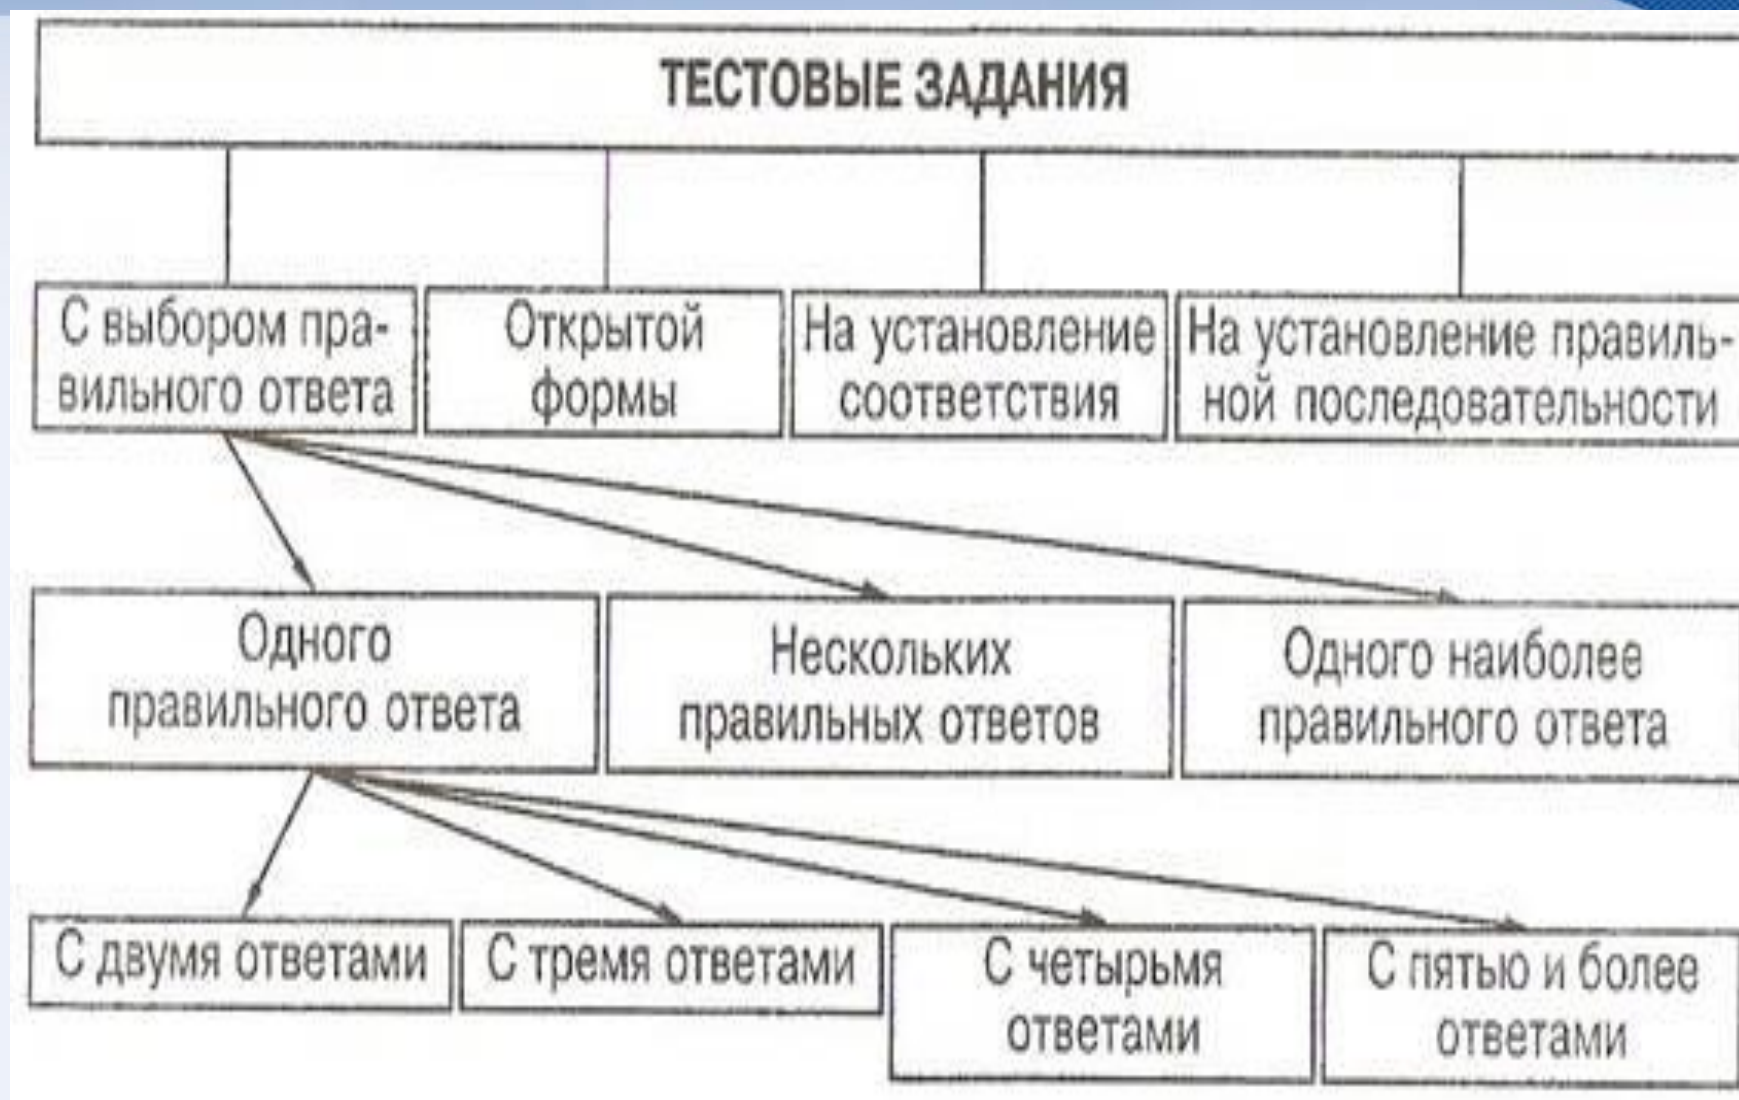 ТЕСТОВЫЕ ЗАДАНИЯ
С выбором пра-
вильного ответа
Открытой
формы
На установление
соответствия
На установление правиль-
ной последовательности
Одного
правильного ответа
Нескольких
правильных ответов
Одного наиболее
правильного ответа
С двумя ответами
С тремя ответами
С четырьмя
ответами
С пятью и более
ответами